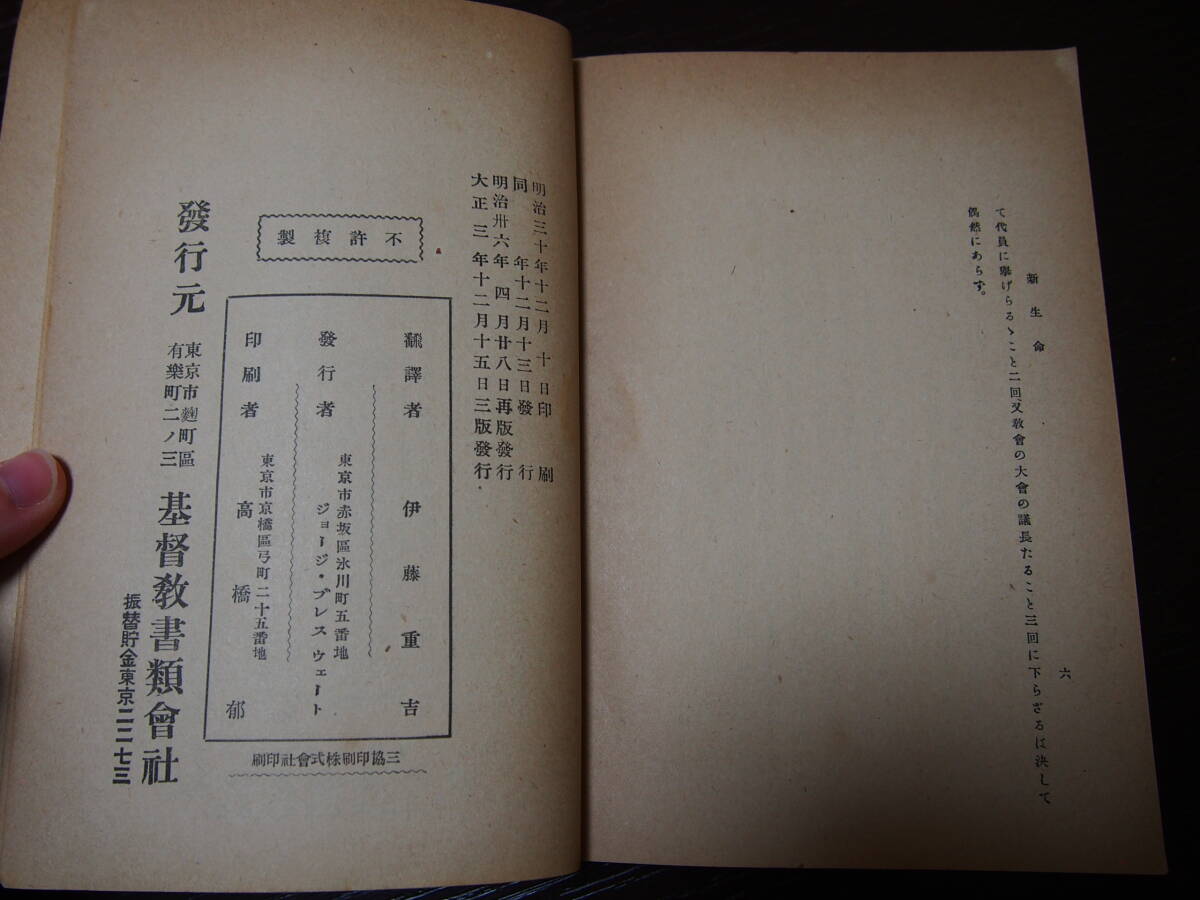 新生命
六
て代員に擧げらるゝこと二回、又敎會の大會の議長たること三回に下らざるは決して
偶然にあらず。
明治三十年十二月十日印刷
同年十二月十三日發行
明治卅六年四月廿八日再版發行
大正三年十二月十五日三版發行
不許複製
飜譯者 伊藤重吉
東京市赤坂區氷川町五番地
發行者 ジョージ・ブレスウェート
東京市京橋區弓町二十五番地
印刷者 高橋郁
三協印刷株式會社印刷
發行元
東京市麴町區
有樂町二ノ三
基督敎書類會社
振替貯金東京二二七三